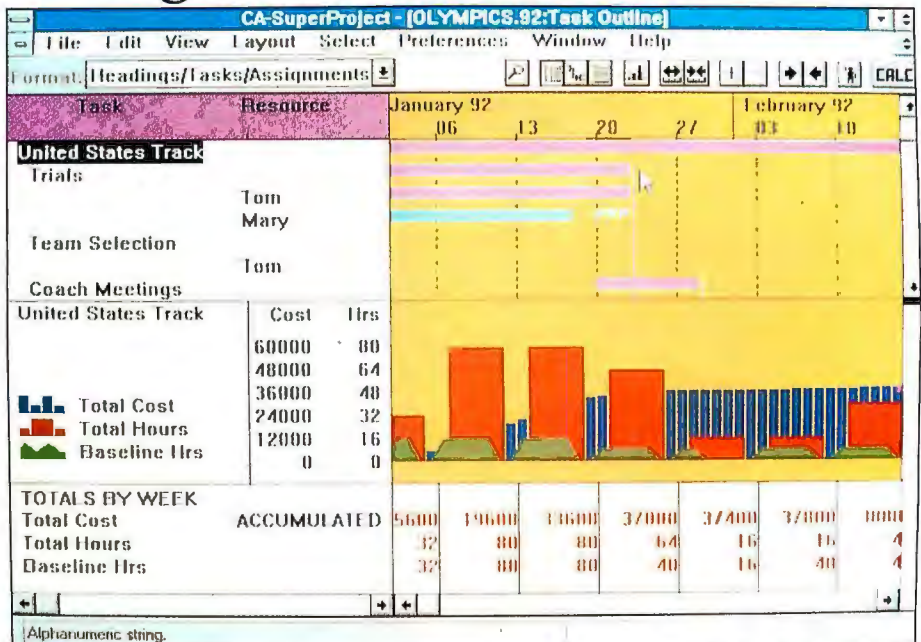 CA-SuperProject - [OLYMPICS.92:Task Outline]
File Edit View Layout Select Preferences Window Help
Format: Headings/Tasks/Assignments CALC
Task Resource January 92 February 92
06 13 20 27 03 10
United States Track
Trials
Tom
Mary
Team Selection
Tom
Coach Meetings
United States Track Cost Hrs
60000 80
48000 64
36000 48
Total Cost 24000 32
Total Hours 12000 16
Baseline Hrs 0 0
TOTALS BY WEEK
Total Cost ACCUMULATED 5600 19600 33600 37000 37400 37800
Total Hours 32 80 80 64 16 16 4
Baseline Hrs 32 80 80 40 16 40 4
Alphanumeric string.